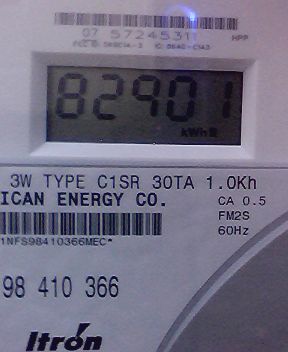 07 57245311 HPP
82901
kWh
3W TYPE C1SR 30TA 1.0Kh
ICAN ENERGY CO.
CA 0.5
FM2S
60Hz
1NFS98410366MEC*
98 410 366
Itron